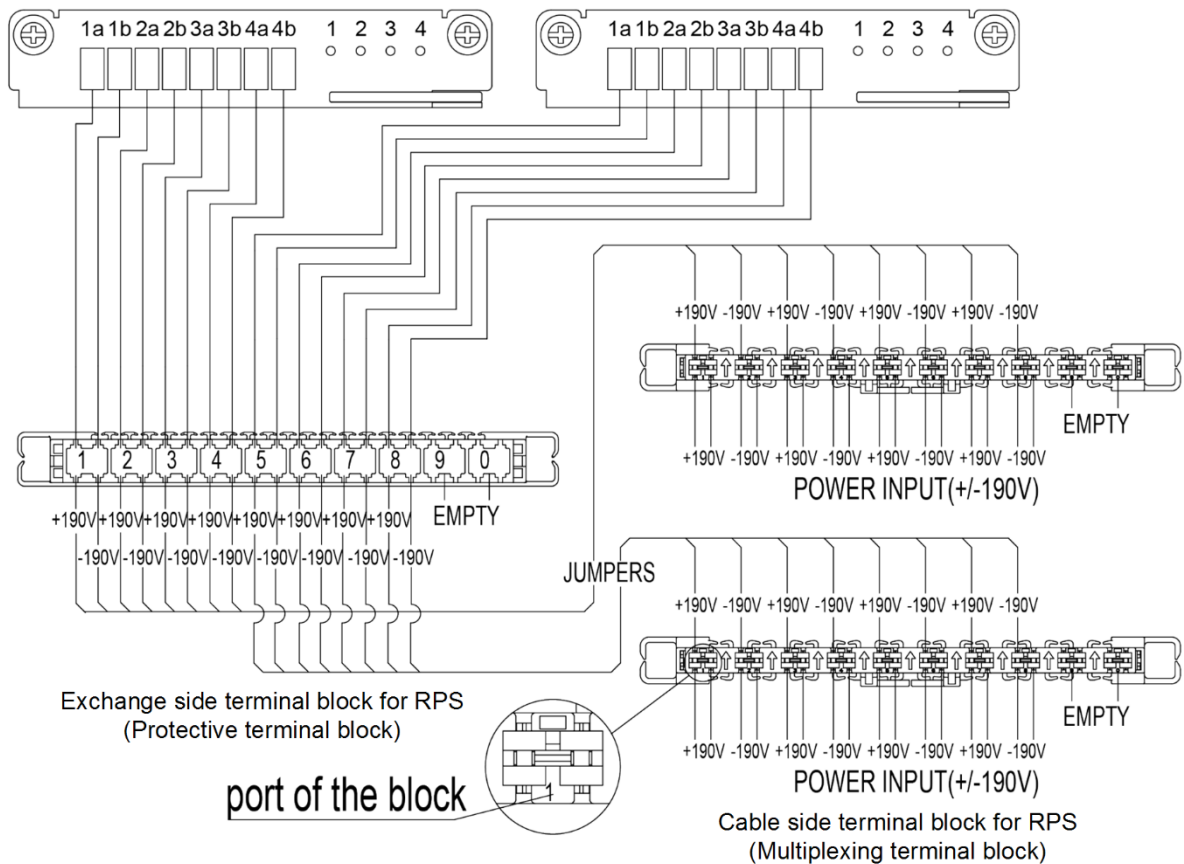 1a 1b 2a 2b 3a 3b 4a 4b 1 2 3 4
1a 1b 2a 2b 3a 3b 4a 4b 1 2 3 4
+190V -190V +190V -190V +190V -190V +190V -190V
EMPTY
+190V -190V +190V -190V +190V -190V +190V -190V
POWER INPUT(+/-190V)
1 2 3 4 5 6 7 8 9 0
+190V +190V +190V +190V +190V +190V +190V +190V EMPTY
-190V -190V -190V -190V -190V -190V -190V -190V
JUMPERS
+190V -190V +190V -190V +190V -190V +190V -190V
EMPTY
+190V -190V +190V -190V +190V -190V +190V -190V
POWER INPUT(+/-190V)
Exchange side terminal block for RPS
(Protective terminal block)
port of the block
1
Cable side terminal block for RPS
(Multiplexing terminal block)